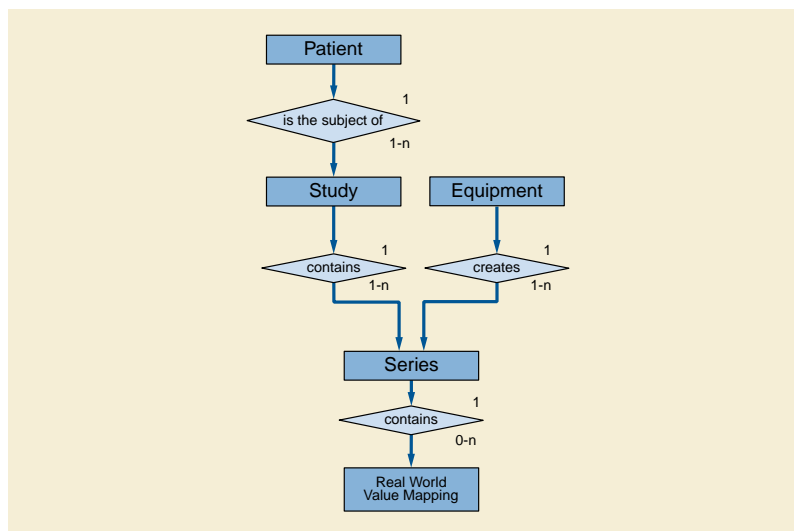 Patient
1
is the subject of
1-n
Study
Equipment
1
contains
1-n
1
creates
1-n
Series
1
contains
0-n
Real World
Value Mapping